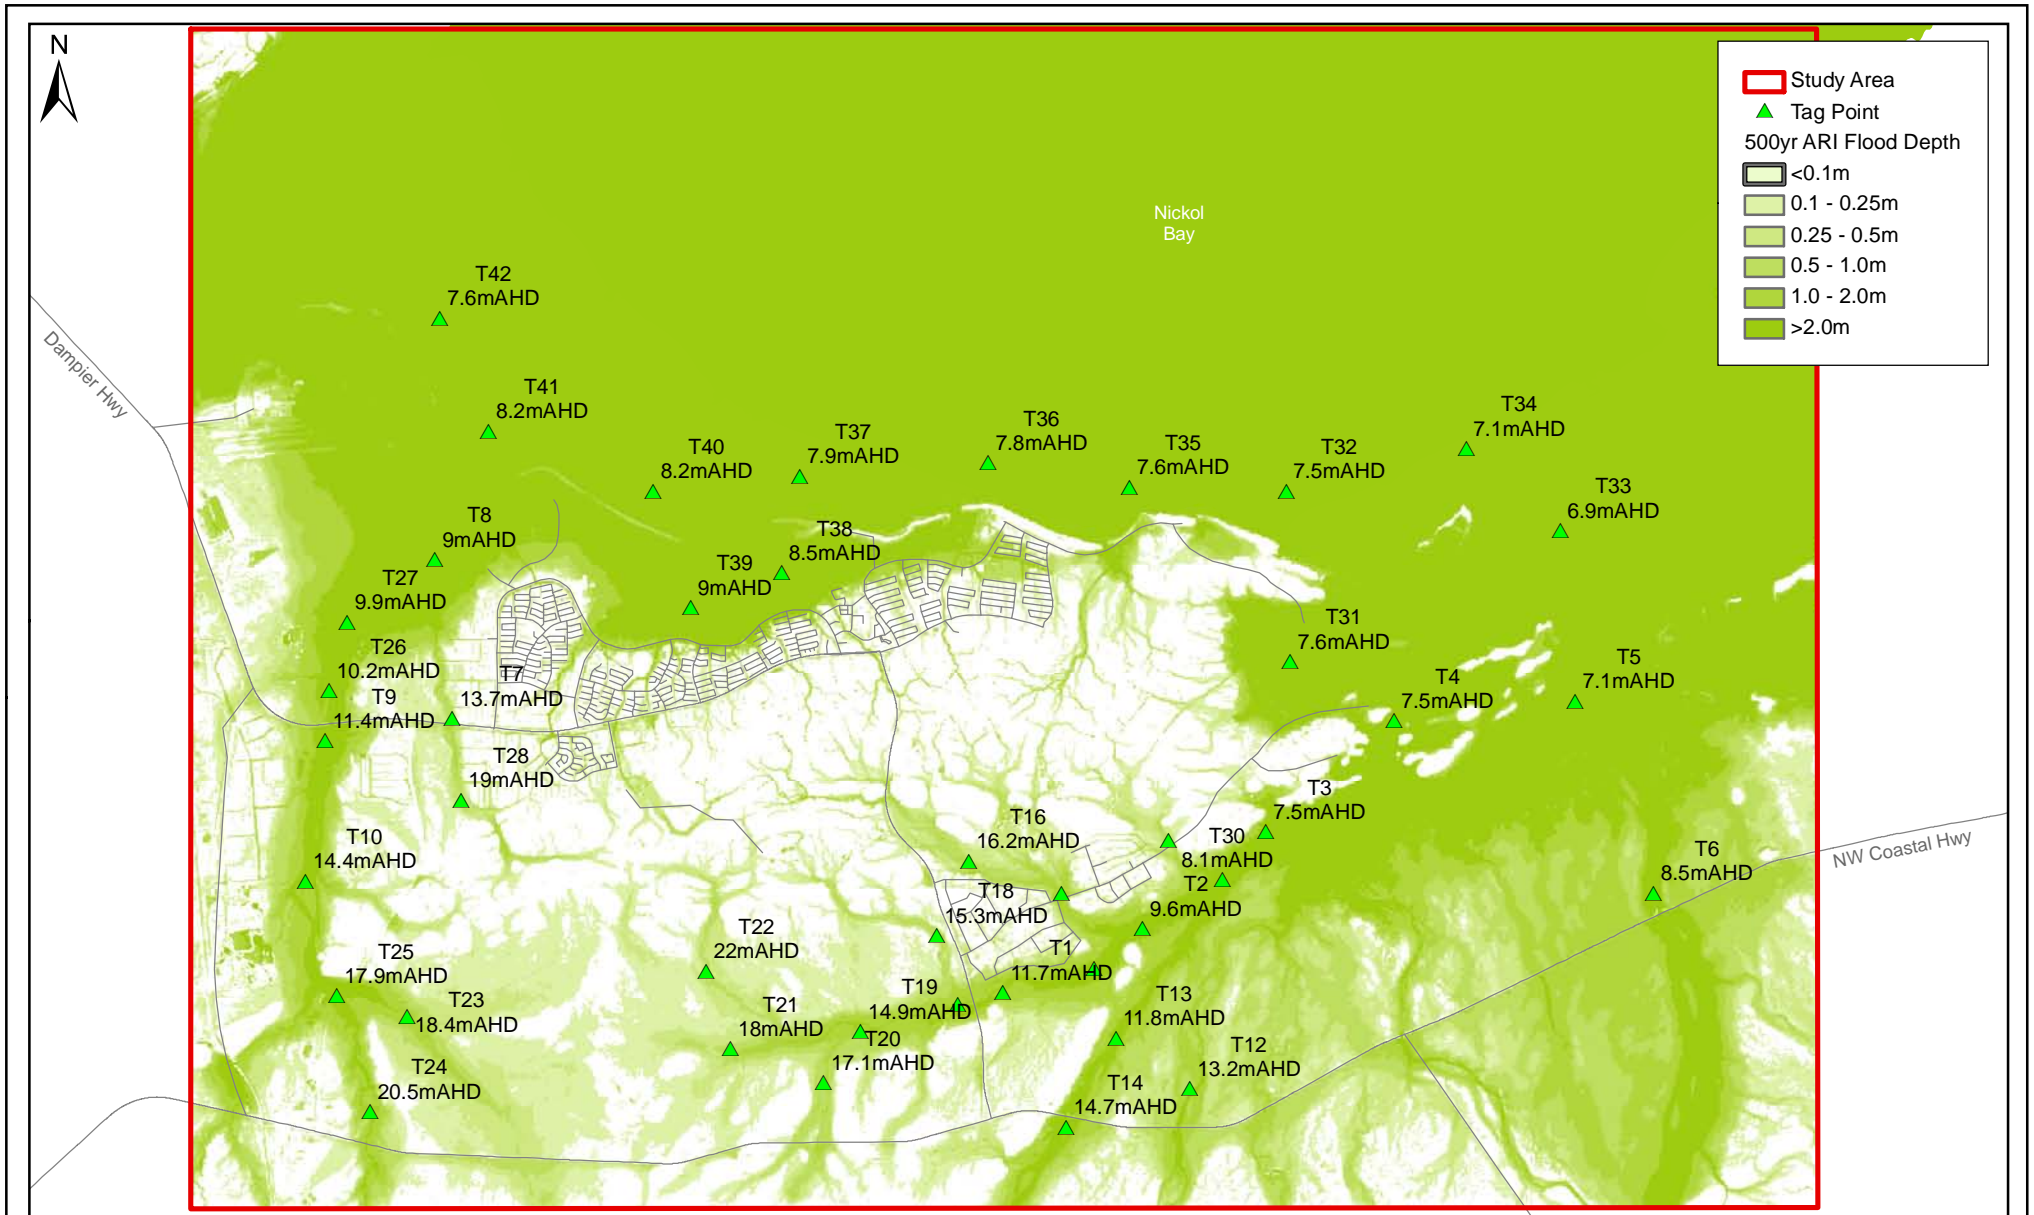 N
Study Area
Tag Point
500yr ARI Flood Depth
<0.1m
0.1 - 0.25m
0.25 - 0.5m
0.5 - 1.0m
1.0 - 2.0m
>2.0m
Nickol
Bay
T42
7.6mAHD
Dampier Hwy
T41
8.2mAHD
T40
8.2mAHD
T37
7.9mAHD
T36
7.8mAHD
T35
7.6mAHD
T32
7.5mAHD
T34
7.1mAHD
T33
6.9mAHD
T8
9mAHD
T38
8.5mAHD
T39
9mAHD
T27
9.9mAHD
T26
10.2mAHD
T9
11.4mAHD
T7
13.7mAHD
T31
7.6mAHD
T4
7.5mAHD
T5
7.1mAHD
T28
19mAHD
T3
7.5mAHD
T16
16.2mAHD
T30
8.1mAHD
T10
14.4mAHD
T6
8.5mAHD
NW Coastal Hwy
T2
9.6mAHD
T18
15.3mAHD
T22
22mAHD
T1
11.7mAHD
T25
17.9mAHD
T23
18.4mAHD
T21
18mAHD
T19
14.9mAHD
T20
17.1mAHD
T13
11.8mAHD
T12
13.2mAHD
T24
20.5mAHD
T14
14.7mAHD